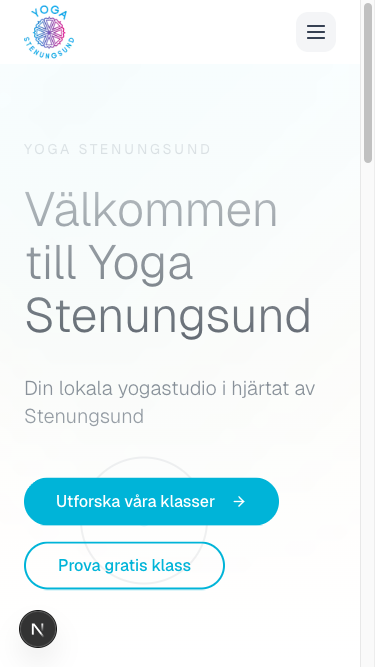 YOGA
STENUNGSUND
YOGA STENUNGSUND
Välkommen
till Yoga
Stenungsund
Din lokala yogastudio i hjärtat av
Stenungsund
Utforska våra klasser →
Prova gratis klass
N